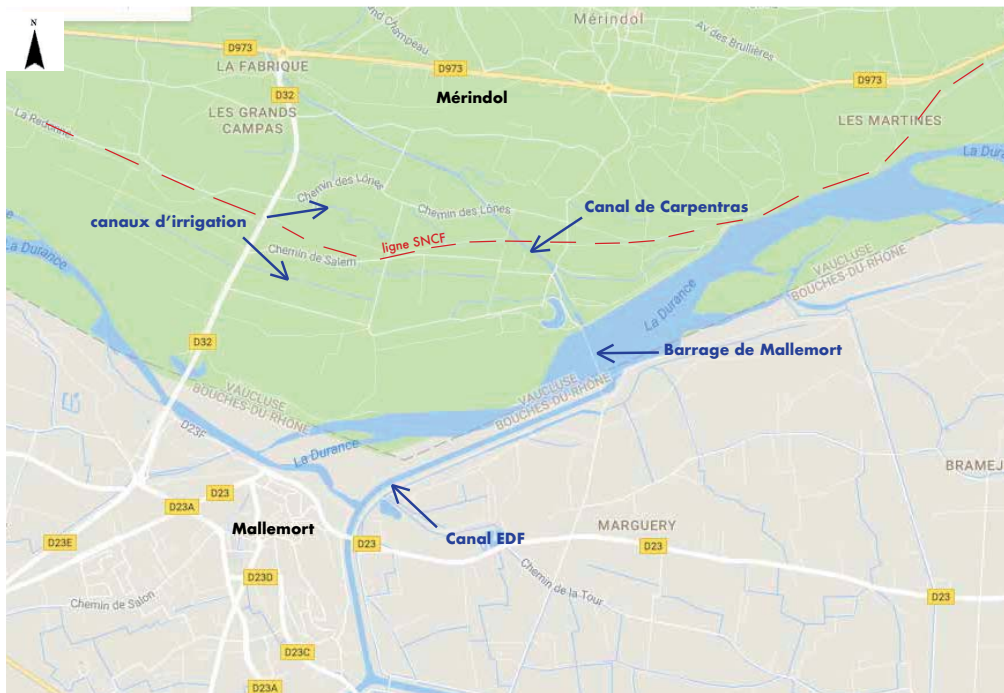 N
nd Champeau
Mérindol
Av des Brullières
D973
LA FABRIQUE
D973
D973
D973
D32
Mérindol
La Redonne
LES GRANDS
CAMPAS
LES MARTINES
La Dura
Chemin des Lônes
Chemin des Lônes
Canal de Carpentras
canaux d'irrigation
ligne SNCF
Chemin de Salem
La Durance
VAUCLUSE
BOUCHES-DU-RHÔNE
La Durance
D32
Barrage de Mallemort
VAUCLUSE
BOUCHES-DU-RHÔNE
VAUCLUSE
BOUCHES-DU-RHÔNE
D23F
La Durance
BRAMEJ
D23
D23A
Mallemort
Canal EDF
MARGUERY
D23E
D23
D23
D23D
Chemin de la Tour
D23
Chemin de Salon
D23C
D23A